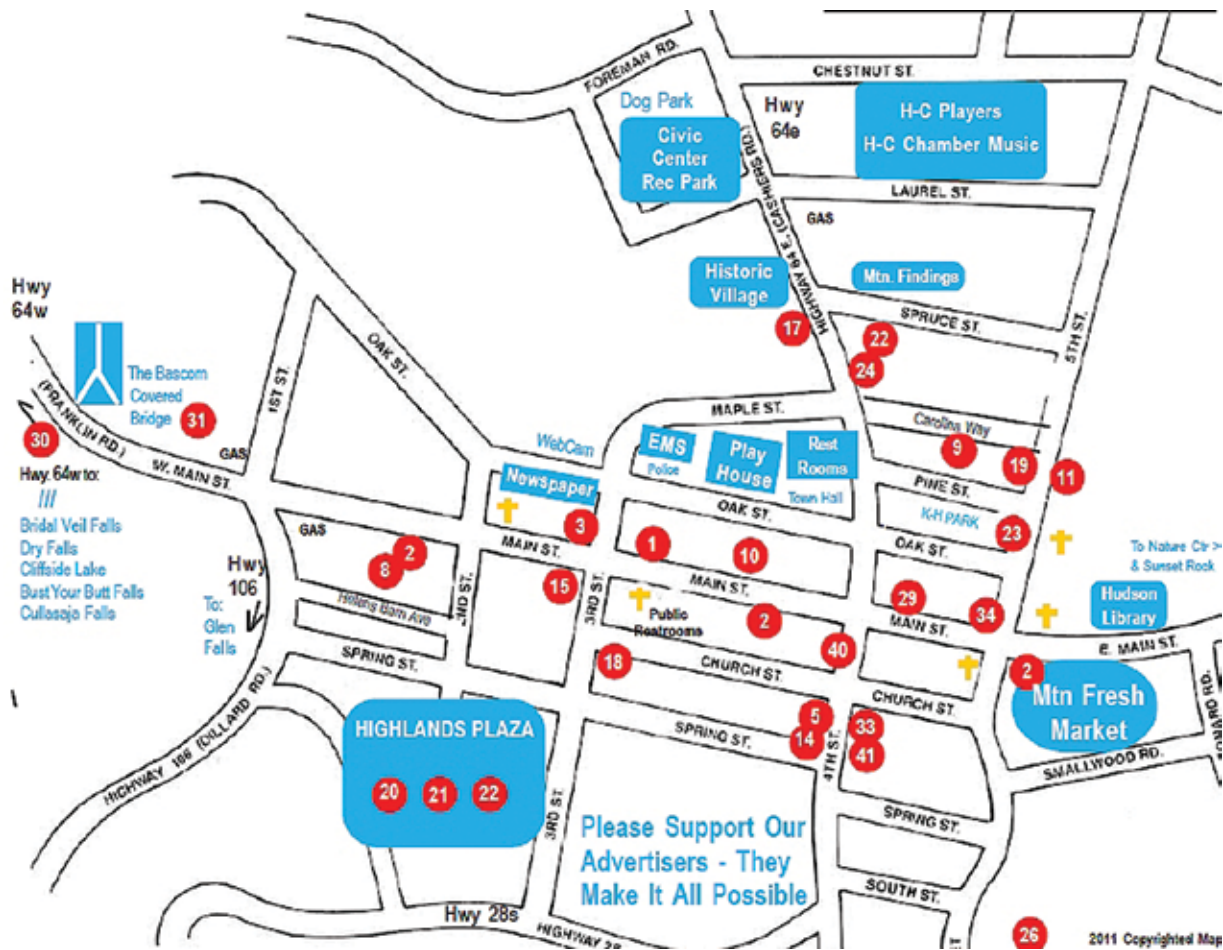 FOREMAN RD.
CHESTNUT ST.
Dog Park
Hwy
64e
H-C Players
H-C Chamber Music
Civic
Center
Rec Park
HIGHWAY 64 E. (CASHIERS RD.)
LAUREL ST.
GAS
Historic
Village
Mtn. Findings
SPRUCE ST.
5TH ST.
17
22
24
Hwy
64w
The Bascom
Covered
Bridge
31
30
(FRANKLIN RD.)
W. MAIN ST.
GAS
1ST ST.
OAK ST.
MAPLE ST.
Carolina Way
9
19
11
PINE ST.
WebCam
EMS
Police
Play
House
Rest
Rooms
Town Hall
Newspaper
K-H PARK
23
Hwy. 64w to:
///
Bridal Veil Falls
Dry Falls
Cliffside Lake
Bust Your Butt Falls
Cullasaja Falls
GAS
2
8
Helen's Barn Ave
MAIN ST.
3
OAK ST.
OAK ST.
1
10
To Nature Ctr >
& Sunset Rock
Hwy
106
To:
Glen
Falls
2ND ST.
15
3RD ST.
MAIN ST.
29
MAIN ST.
34
Hudson
Library
Public
Restrooms
2
40
E. MAIN ST.
SPRING ST.
18
CHURCH ST.
CHURCH ST.
2
Mtn Fresh
Market
HIGHWAY 106 (DILLARD RD.)
HIGHLANDS PLAZA
20
21
22
SPRING ST.
5
14
33
41
4TH ST.
SMALLWOOD RD.
3RD ST.
SPRING ST.
Please Support Our
Advertisers - They
Make It All Possible
SOUTH ST.
Hwy 28s
HIGHWAY 28
26
2011 Copyrighted Map